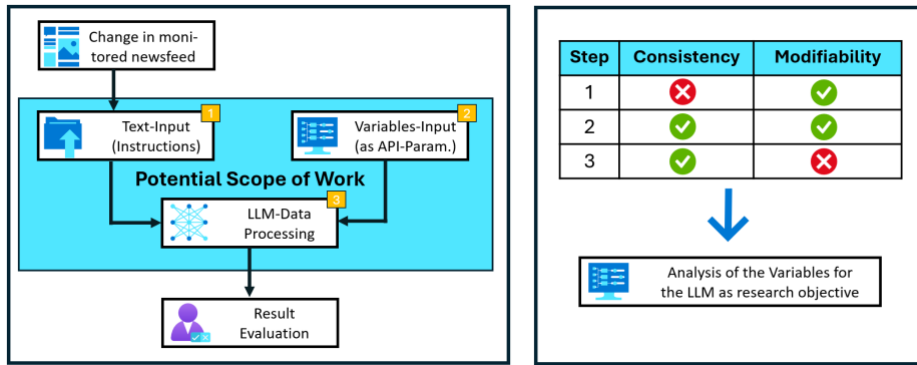 Change in moni-
tored newsfeed
1
Text-Input
(Instructions)
2
Variables-Input
(as API-Param.)
Potential Scope of Work
3
LLM-Data
Processing
Result
Evaluation
Step Consistency Modifiability
1
2
3
Analysis of the Variables for
the LLM as research objective